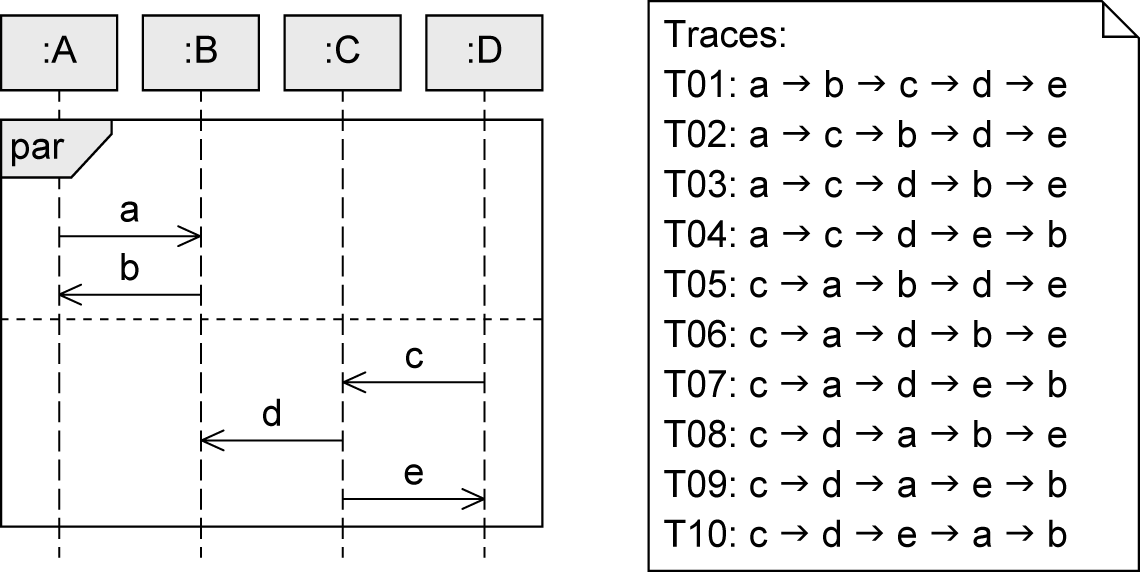 :A :B :C :D
par
a
b
c
d
e
Traces:
T01: a → b → c → d → e
T02: a → c → b → d → e
T03: a → c → d → b → e
T04: a → c → d → e → b
T05: c → a → b → d → e
T06: c → a → d → b → e
T07: c → a → d → e → b
T08: c → d → a → b → e
T09: c → d → a → e → b
T10: c → d → e → a → b